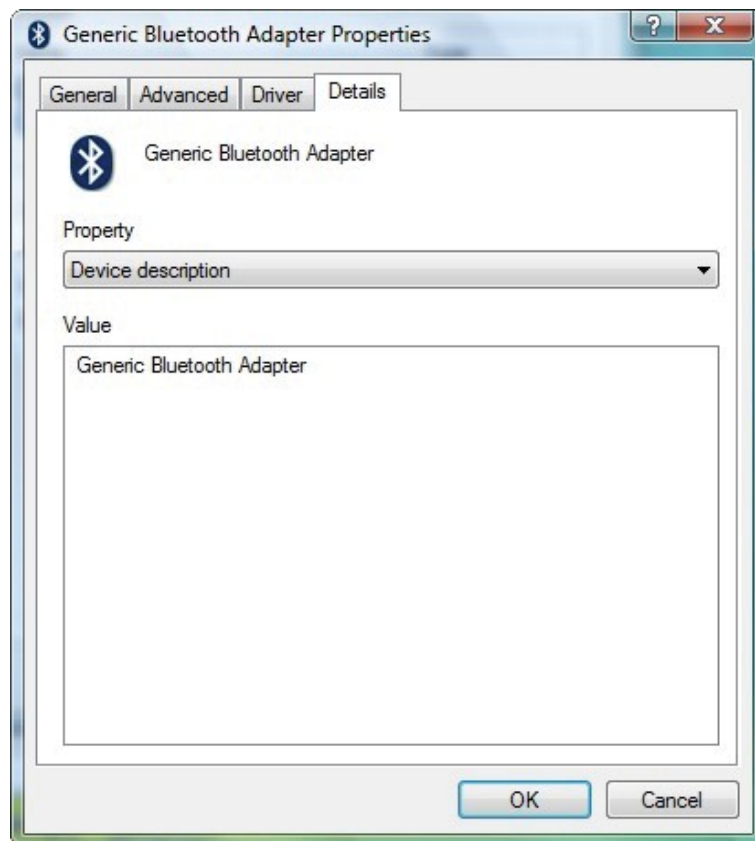 Generic Bluetooth Adapter Properties
General Advanced Driver Details
Generic Bluetooth Adapter
Property
Device description
Value
Generic Bluetooth Adapter
OK Cancel